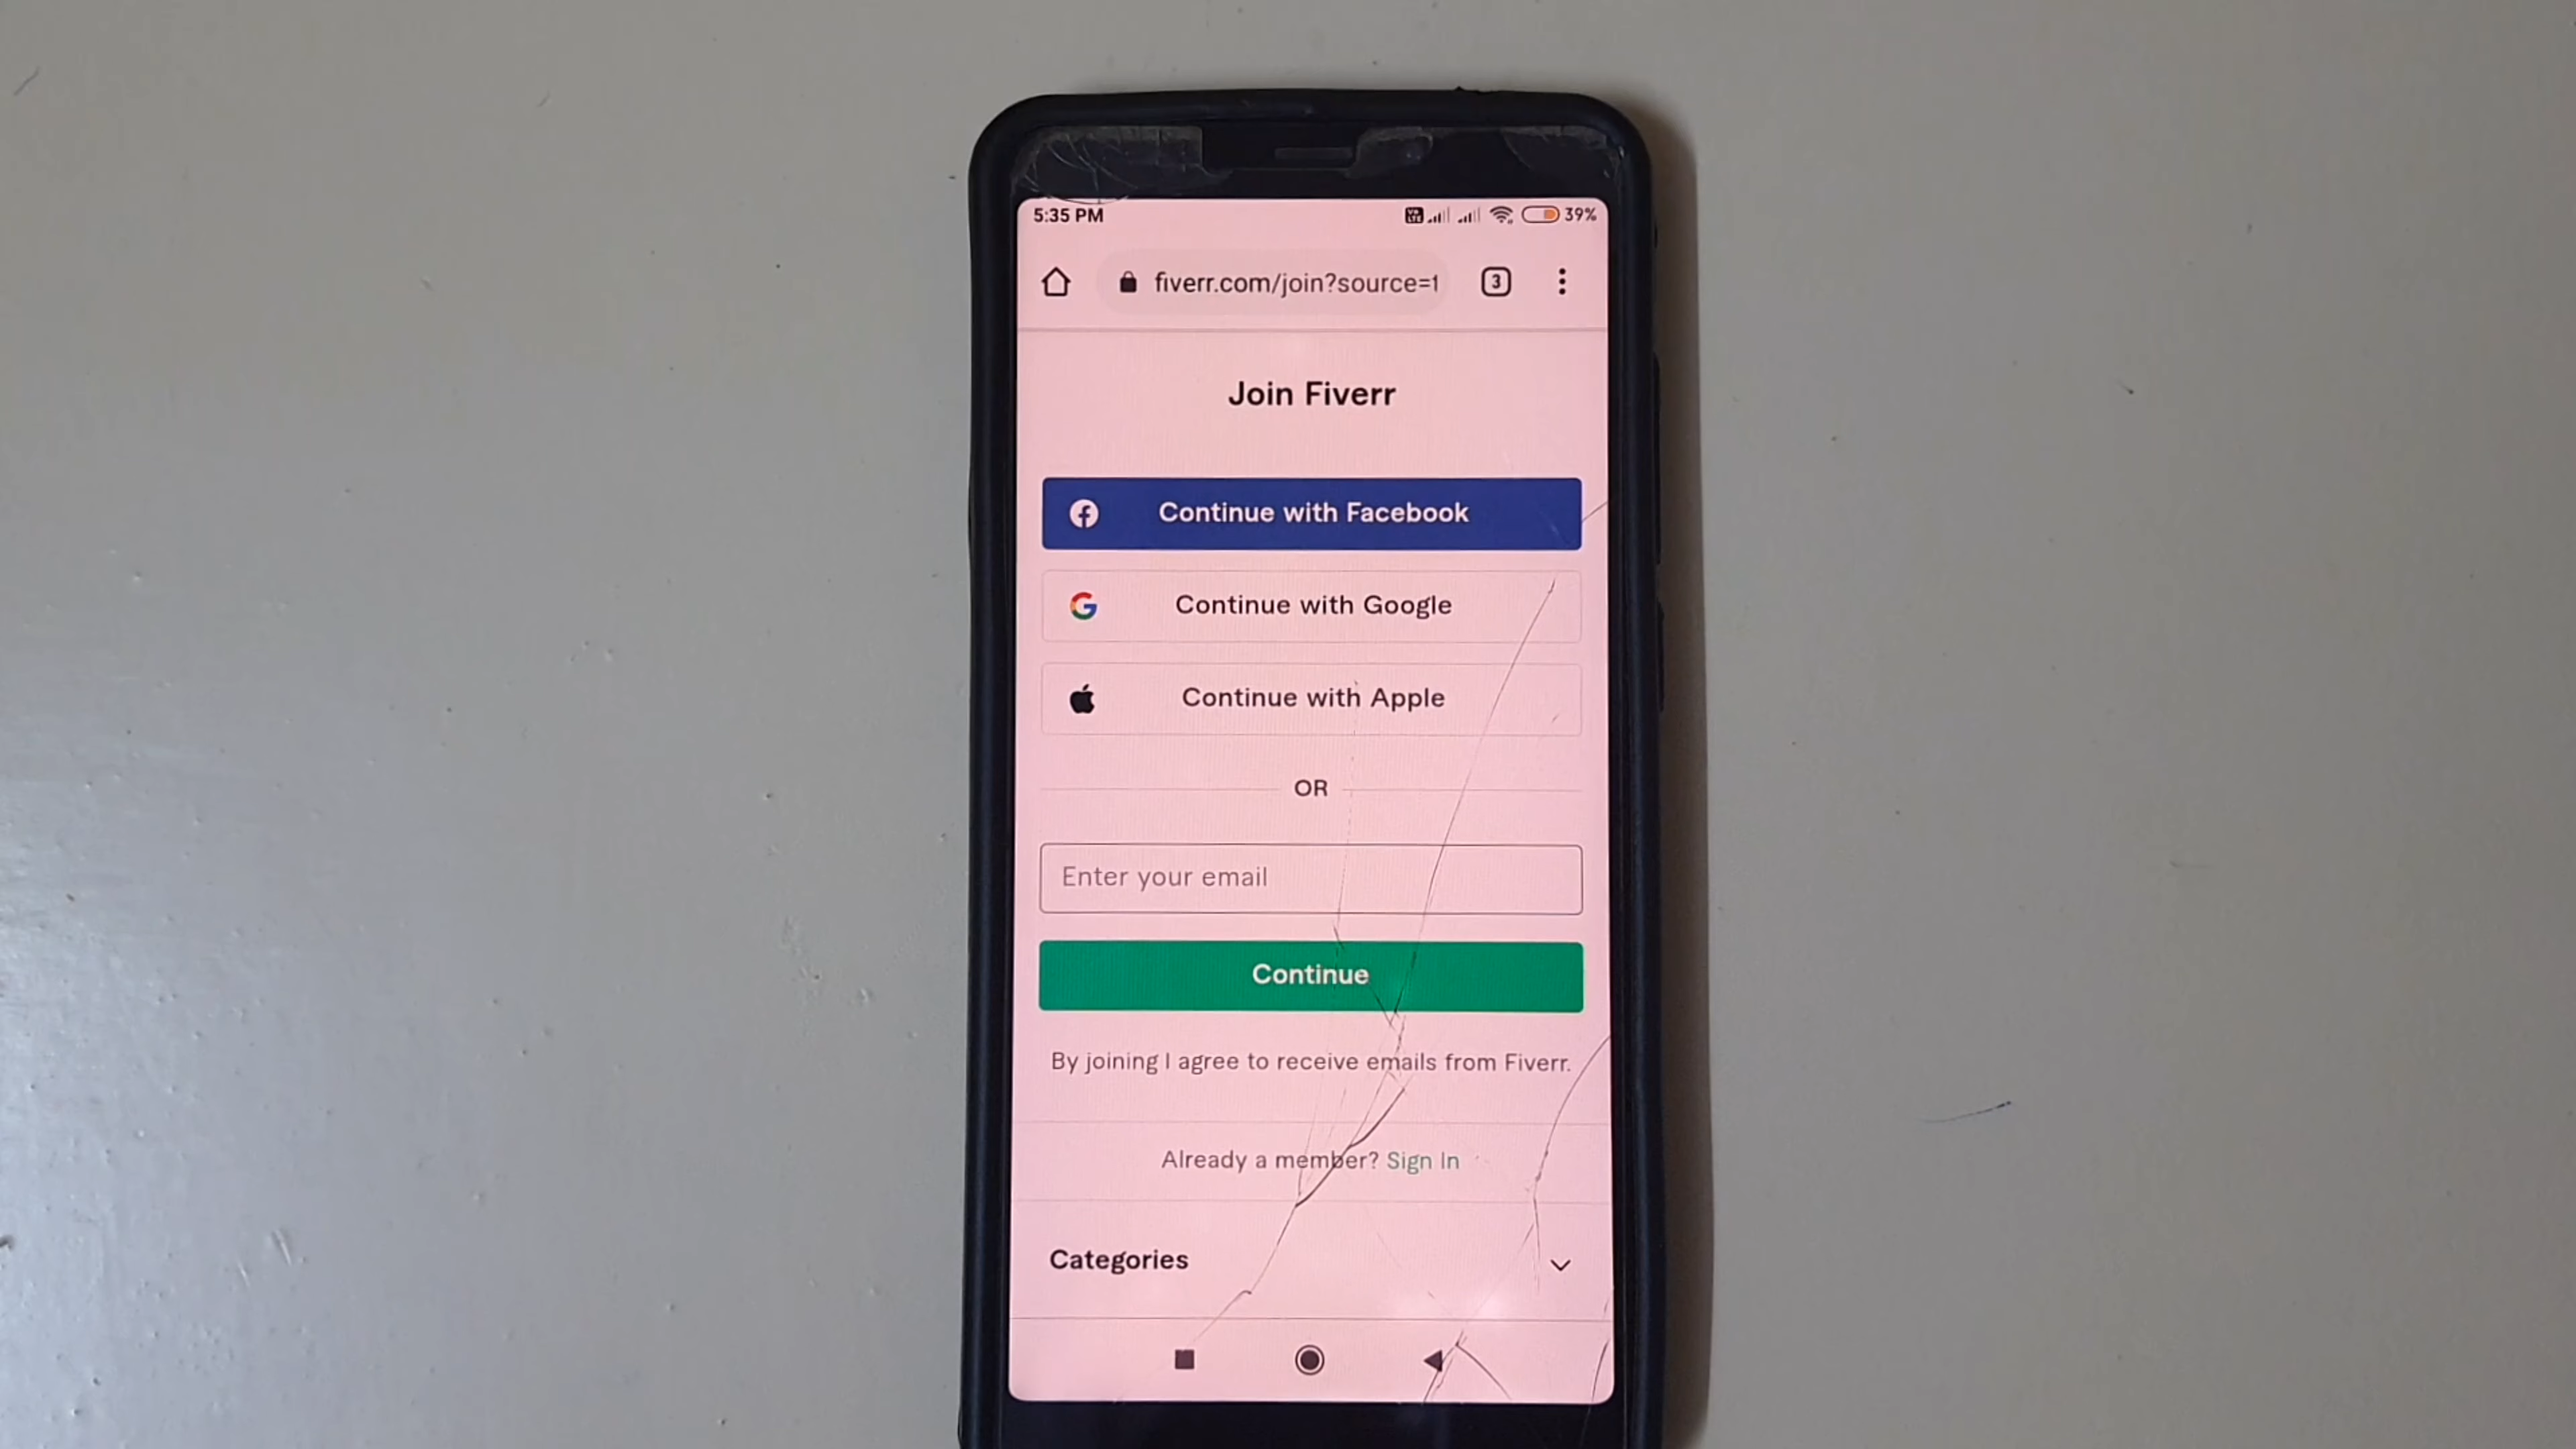 5:35 PM
Vo LTE
39%
fiverr.com/join?source=t
3
Join Fiverr
Continue with Facebook
Continue with Google
Continue with Apple
OR
Enter your email
Continue
By joining I agree to receive emails from Fiverr.
Already a member? Sign In
Categories